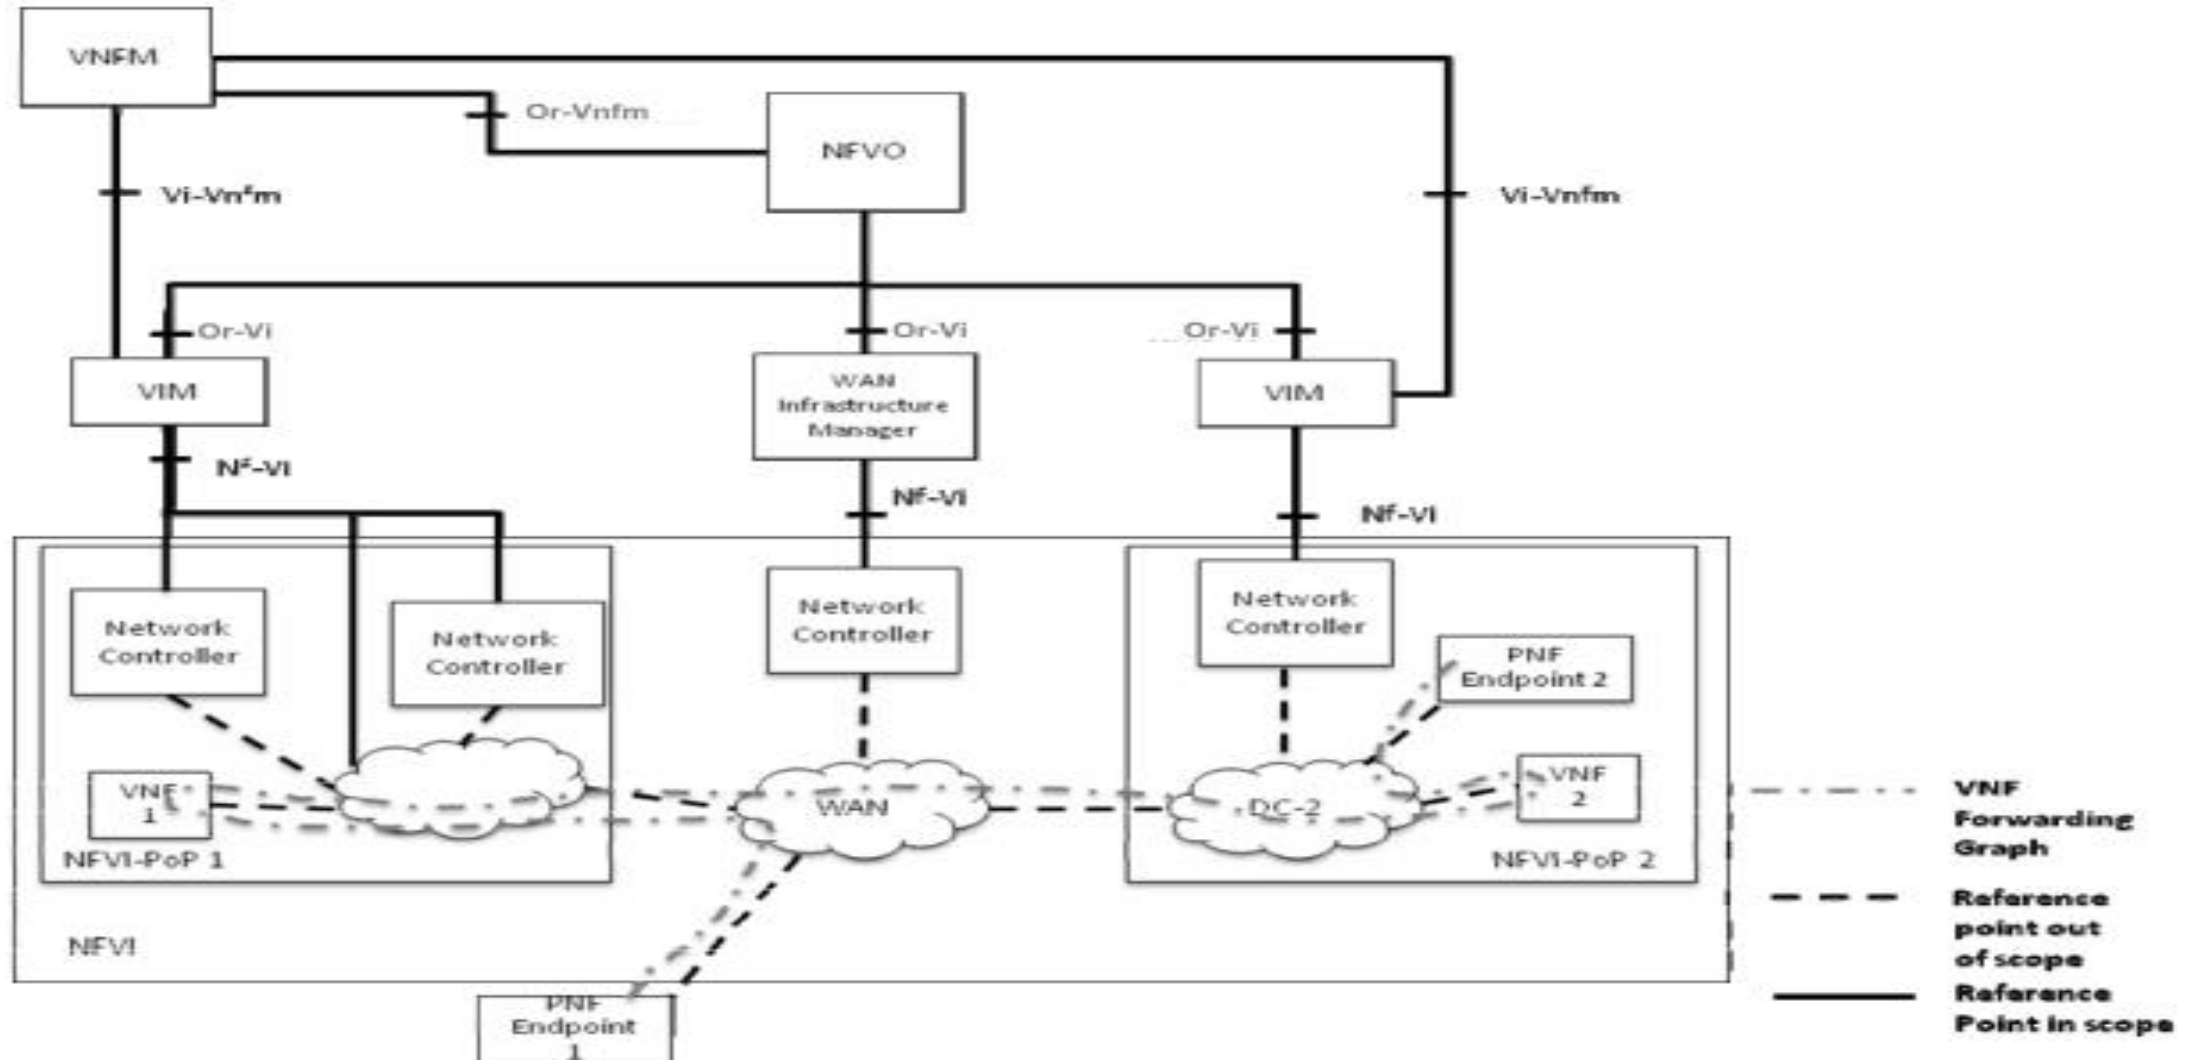 VNFM
Or-Vnfm
NFVO
Vi-Vnfm
Vi-Vnfm
Or-Vi
Or-Vi
Or-Vi
VIM
WAN
Infrastructure
Manager
VIM
Nf-Vi
Nf-Vi
Nf-Vi
Network
Controller
Network
Controller
Network
Controller
Network
Controller
PNF
Endpoint 2
VNF
1
WAN
DC-2
VNF
2
NFVI-PoP 1
NFVI-PoP 2
NFVI
PNF
Endpoint
1
VNF
Forwarding
Graph
Reference
point out
of scope
Reference
Point in scope